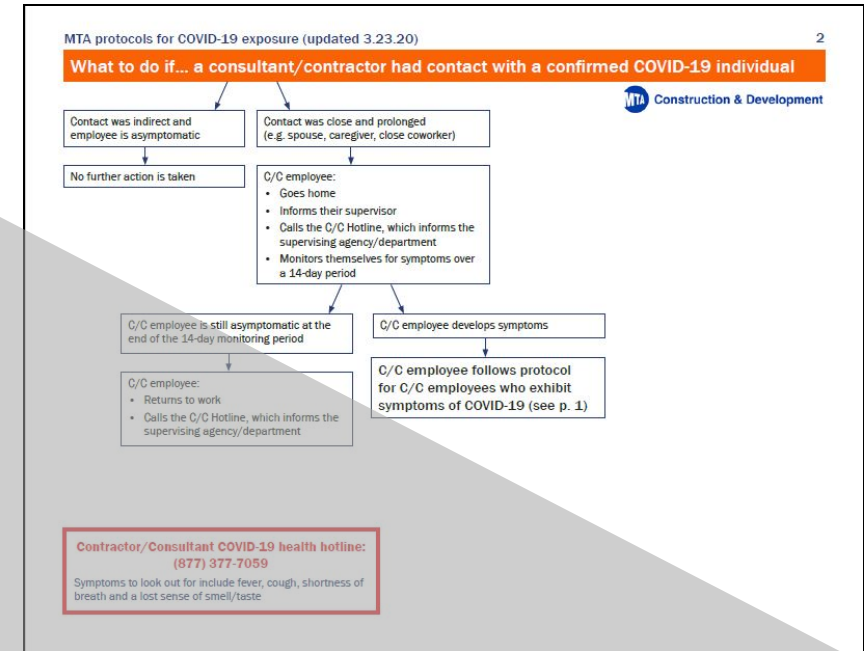 MTA protocols for COVID-19 exposure (updated 3.23.20)
2
What to do if... a consultant/contractor had contact with a confirmed COVID-19 individual
MTA Construction & Development
Contact was indirect and
employee is asymptomatic
Contact was close and prolonged
(e.g. spouse, caregiver, close coworker)
No further action is taken
C/C employee:
• Goes home
• Informs their supervisor
• Calls the C/C Hotline, which informs the
supervising agency/department
• Monitors themselves for symptoms over
a 14-day period
C/C employee is still asymptomatic at the
end of the 14-day monitoring period
C/C employee develops symptoms
C/C employee:
• Returns to work
• Calls the C/C Hotline, which informs the
supervising agency/department
C/C employee follows protocol
for C/C employees who exhibit
symptoms of COVID-19 (see p. 1)
Contractor/Consultant COVID-19 health hotline:
(877) 377-7059
Symptoms to look out for include fever, cough, shortness of
breath and a lost sense of smell/taste